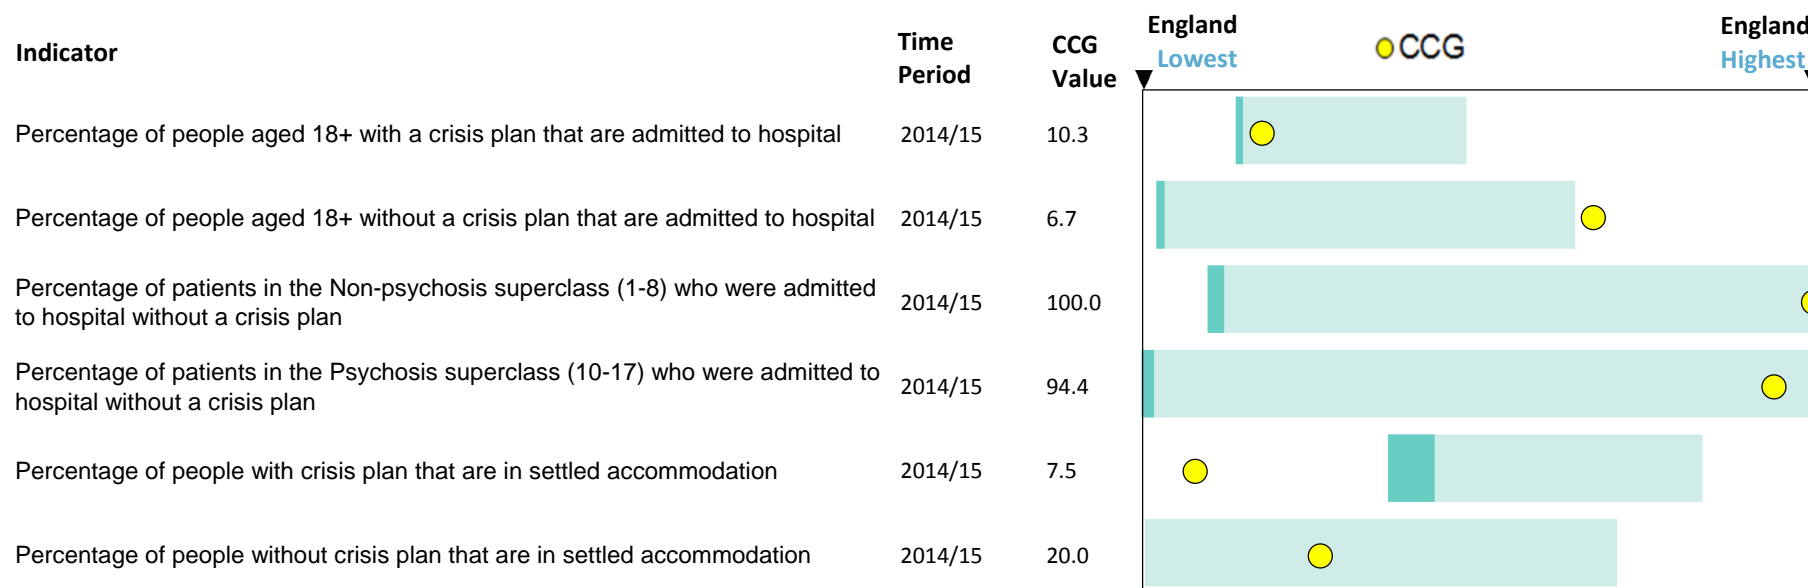 Indicator
Time Period
CCG Value
England Lowest
CCG
England Highest
Percentage of people aged 18+ with a crisis plan that are admitted to hospital 2014/15 10.3
Percentage of people aged 18+ without a crisis plan that are admitted to hospital 2014/15 6.7
Percentage of patients in the Non-psychosis superclass (1-8) who were admitted
to hospital without a crisis plan 2014/15 100.0
Percentage of patients in the Psychosis superclass (10-17) who were admitted to
hospital without a crisis plan 2014/15 94.4
Percentage of people with crisis plan that are in settled accommodation 2014/15 7.5
Percentage of people without crisis plan that are in settled accommodation 2014/15 20.0